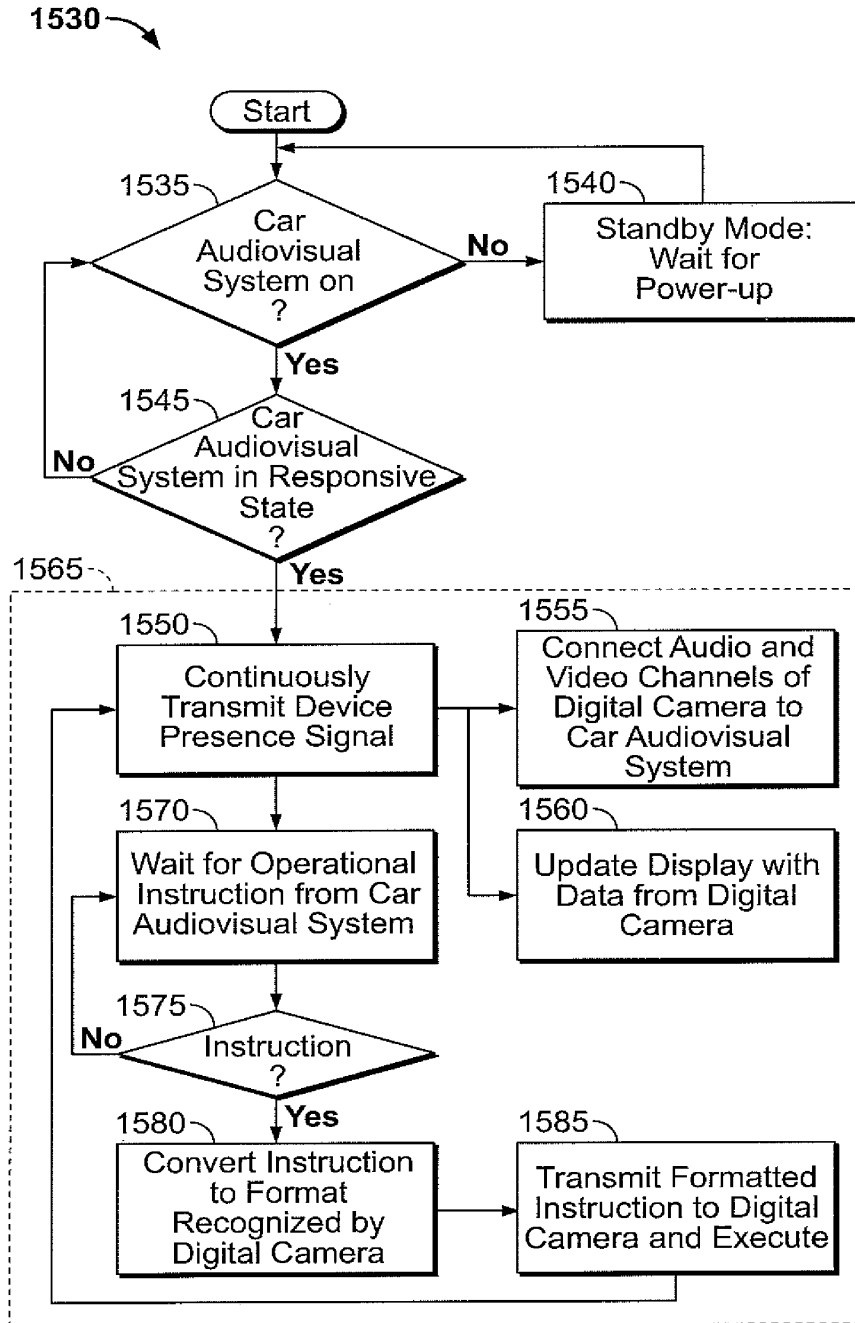 1530
Start
1535
Car
Audiovisual
System on
?
No
1540
Standby Mode:
Wait for
Power-up
Yes
1545
Car
Audiovisual
System in Responsive
State
?
No
Yes
1565
1550
Continuously
Transmit Device
Presence Signal
1555
Connect Audio and
Video Channels of
Digital Camera to
Car Audiovisual
System
1570
Wait for Operational
Instruction from Car
Audiovisual System
1560
Update Display with
Data from Digital
Camera
1575
Instruction
?
No
Yes
1580
Convert Instruction
to Format
Recognized by
Digital Camera
1585
Transmit Formatted
Instruction to Digital
Camera and Execute